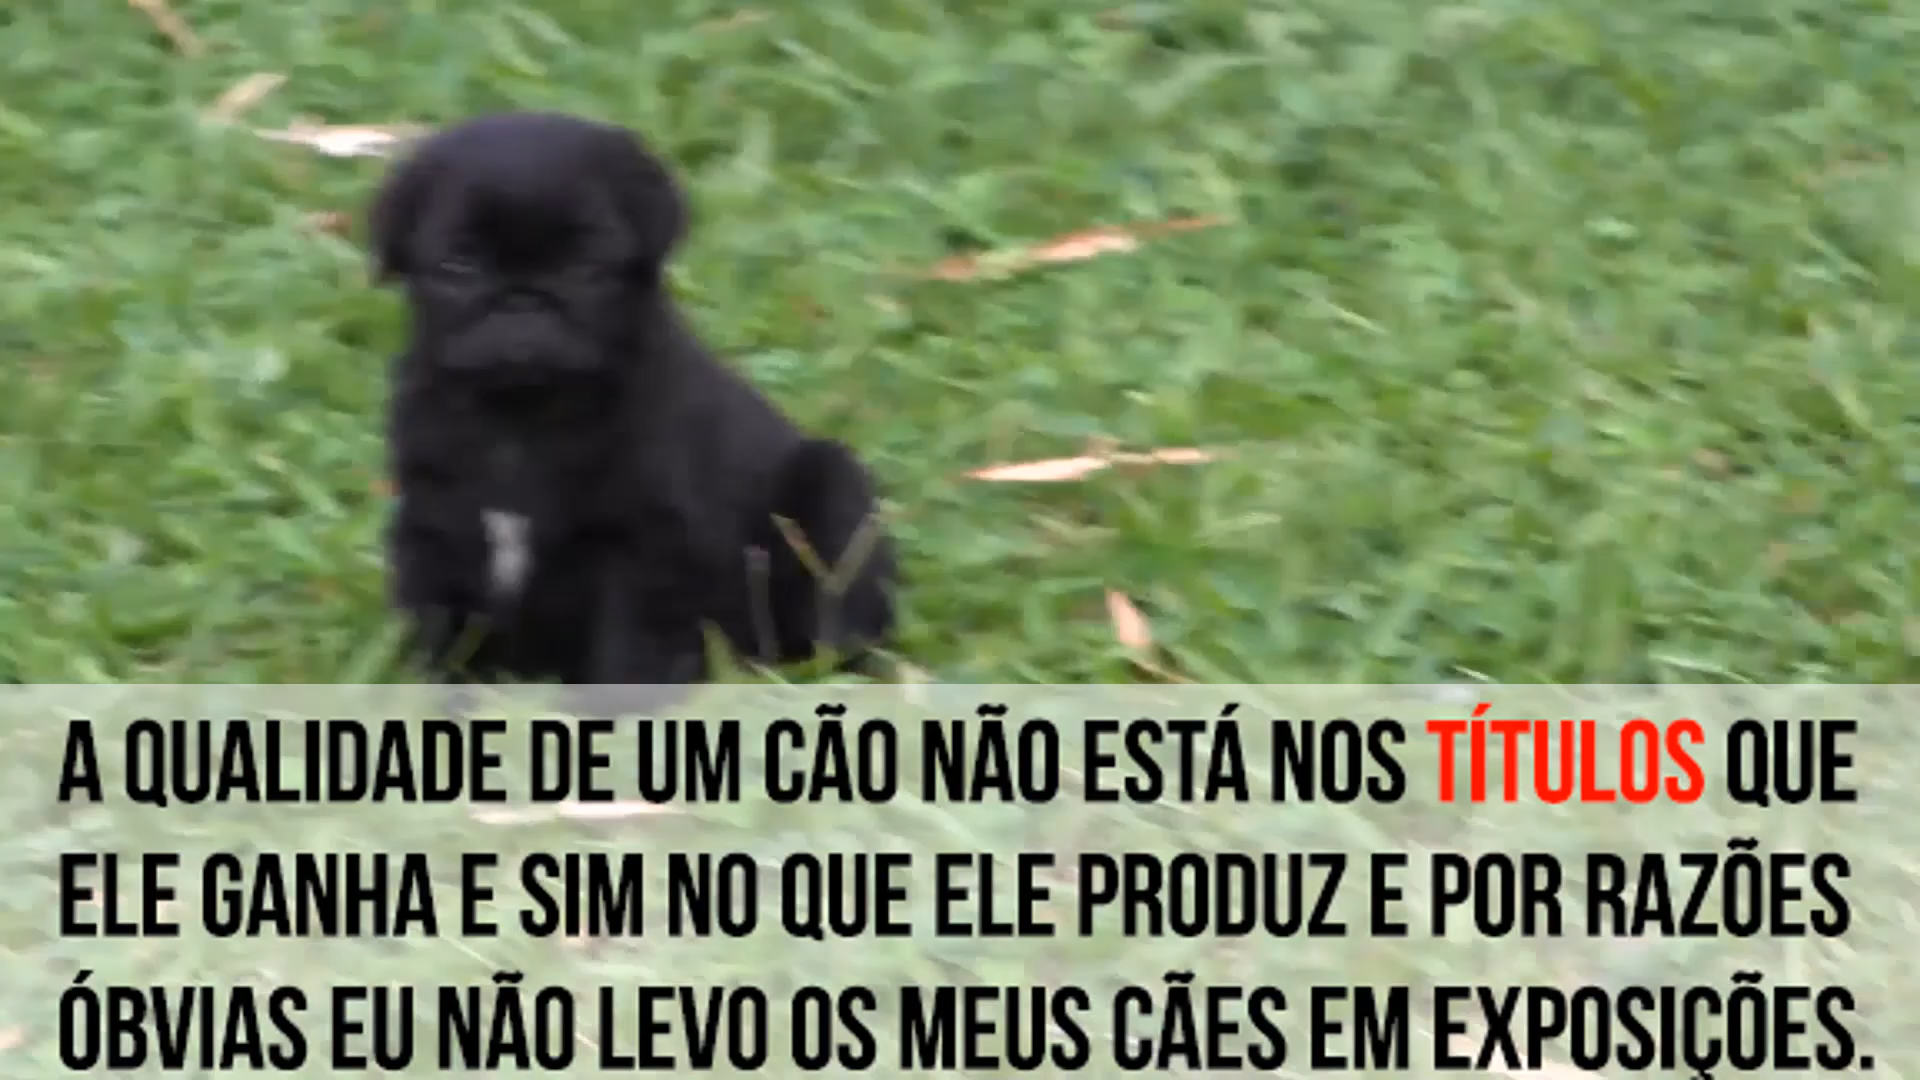 A QUALIDADE DE UM CÃO NÃO ESTÁ NOS TÍTULOS QUE
ELE GANHA E SIM NO QUE ELE PRODUZ E POR RAZÕES
ÓBVIAS EU NÃO LEVO OS MEUS CÃES EM EXPOSIÇÕES.